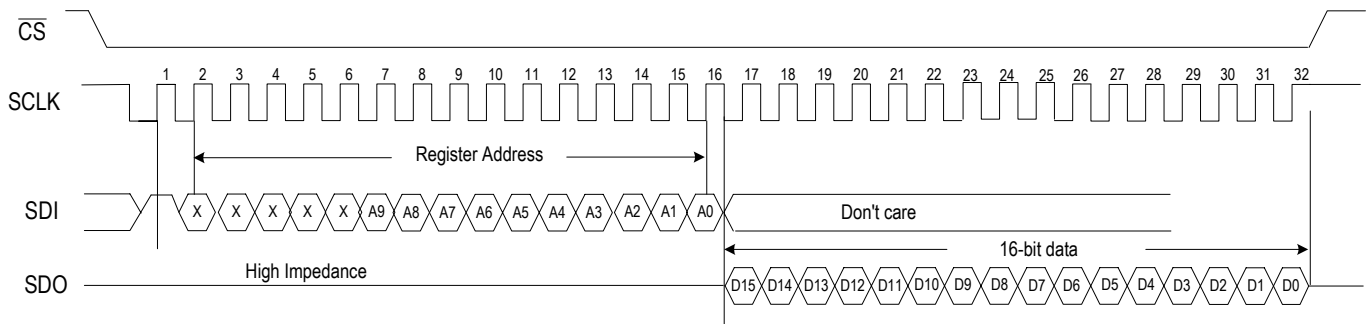 CS
SCLK
1 2 3 4 5 6 7 8 9 10 11 12 13 14 15 16 17 18 19 20 21 22 23 24 25 26 27 28 29 30 31 32
Register Address
SDI
X X X X X A9 A8 A7 A6 A5 A4 A3 A2 A1 A0 Don't care
16-bit data
High Impedance
SDO
D15 D14 D13 D12 D11 D10 D9 D8 D7 D6 D5 D4 D3 D2 D1 D0